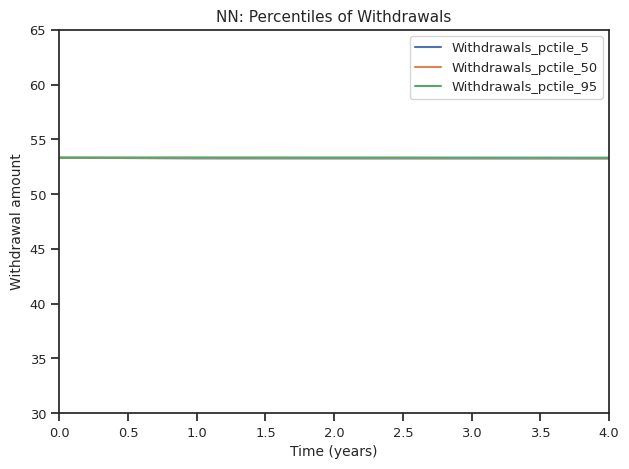 NN: Percentiles of Withdrawals
65
60
55
50
45
40
35
30
Withdrawal amount
Withdrawals_pctile_5
Withdrawals_pctile_50
Withdrawals_pctile_95
0.0 0.5 1.0 1.5 2.0 2.5 3.0 3.5 4.0
Time (years)